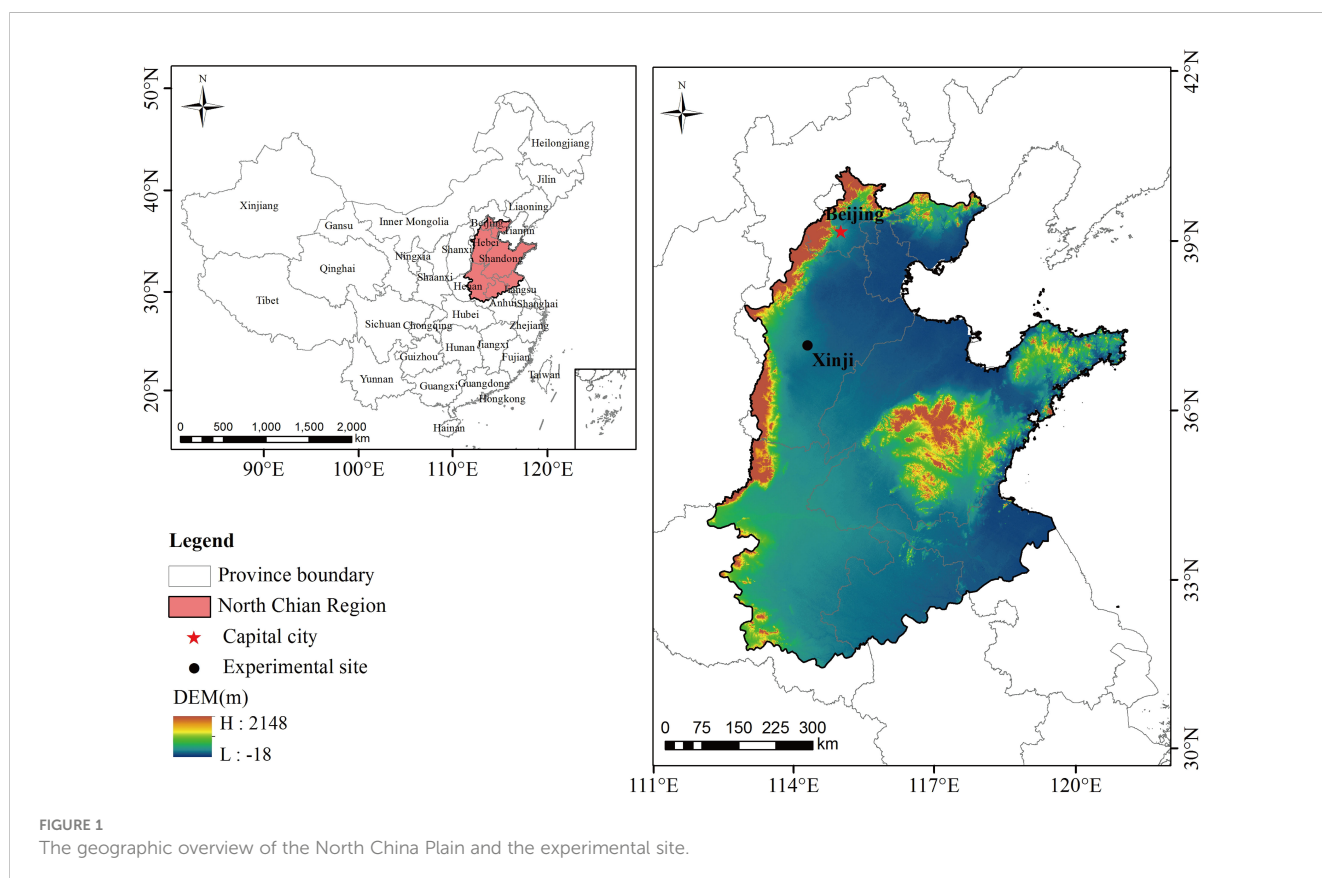 N
50°N
40°N
30°N
20°N
Heilongjiang
Jilin
Liaoning
Xinjiang
Inner Mongolia
Gansu
Beijing
Tianjin
Hebei
Shanxi
Ningxia
Shandong
Qinghai
Shaanxi
Henan
Jiangsu
Tibet
Anhui
Shanghai
Hubei
Sichuan
Chongqing
Zhejiang
Hunan
Jiangxi
Guizhou
Fujian
Yunnan
Guangxi
Guangdong
Taiwan
Hongkong
Hainan
0 500 1,000 1,500 2,000
km
90°E 100°E 110°E 120°E
Legend
Province boundary
North Chian Region
Capital city
Experimental site
DEM(m)
H : 2148
L : -18
N
42°N
39°N
36°N
33°N
30°N
Beijing
Xinji
0 75 150 225 300
km
111°E 114°E 117°E 120°E
FIGURE 1
The geographic overview of the North China Plain and the experimental site.